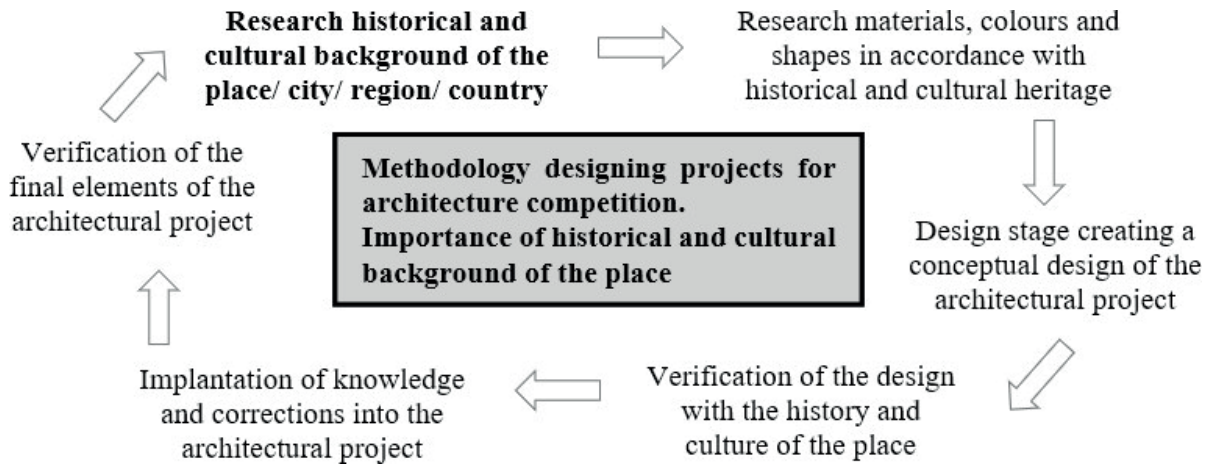 Research historical and
cultural background of the
place/ city/ region/ country
Research materials, colours and
shapes in accordance with
historical and cultural heritage
Design stage creating a
conceptual design of the
architectural project
Verification of the design
with the history and
culture of the place
Implantation of knowledge
and corrections into the
architectural project
Verification of the
final elements of the
architectural project
Methodology designing projects for
architecture competition.
Importance of historical and cultural
background of the place